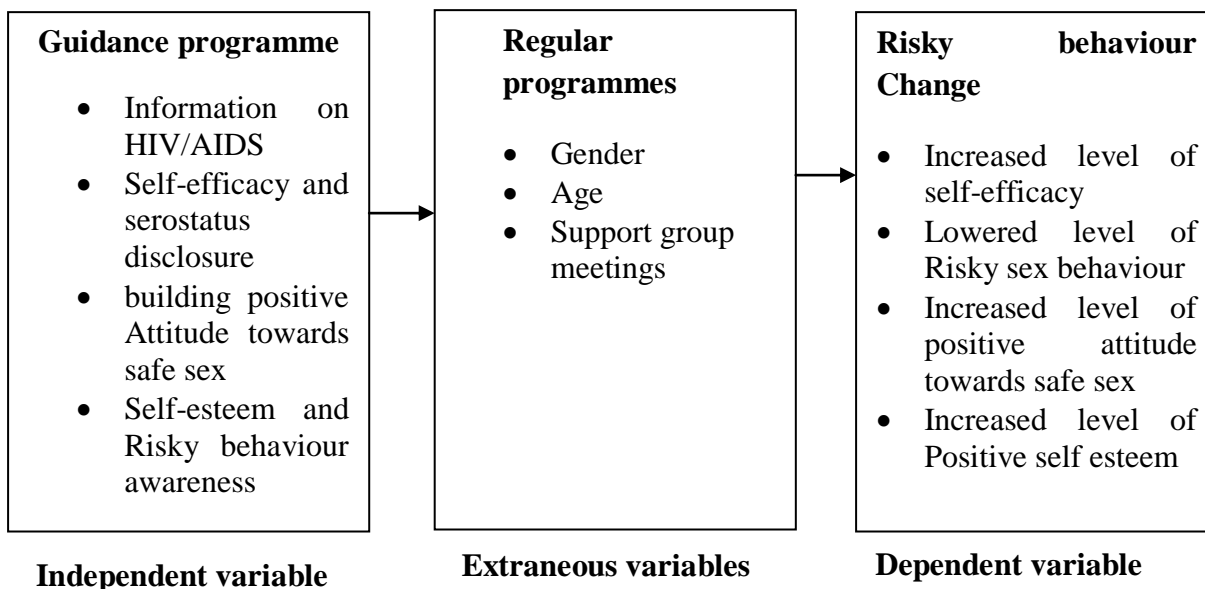 Guidance programme
• Information on
HIV/AIDS
• Self-efficacy and
serostatus
disclosure
• building positive
Attitude towards
safe sex
• Self-esteem and
Risky behaviour
awareness
Independent variable
Regular
programmes
• Gender
• Age
• Support group
meetings
Extraneous variables
Risky behaviour
Change
• Increased level of
self-efficacy
• Lowered level of
Risky sex behaviour
• Increased level of
positive attitude
towards safe sex
• Increased level of
Positive self esteem
Dependent variable